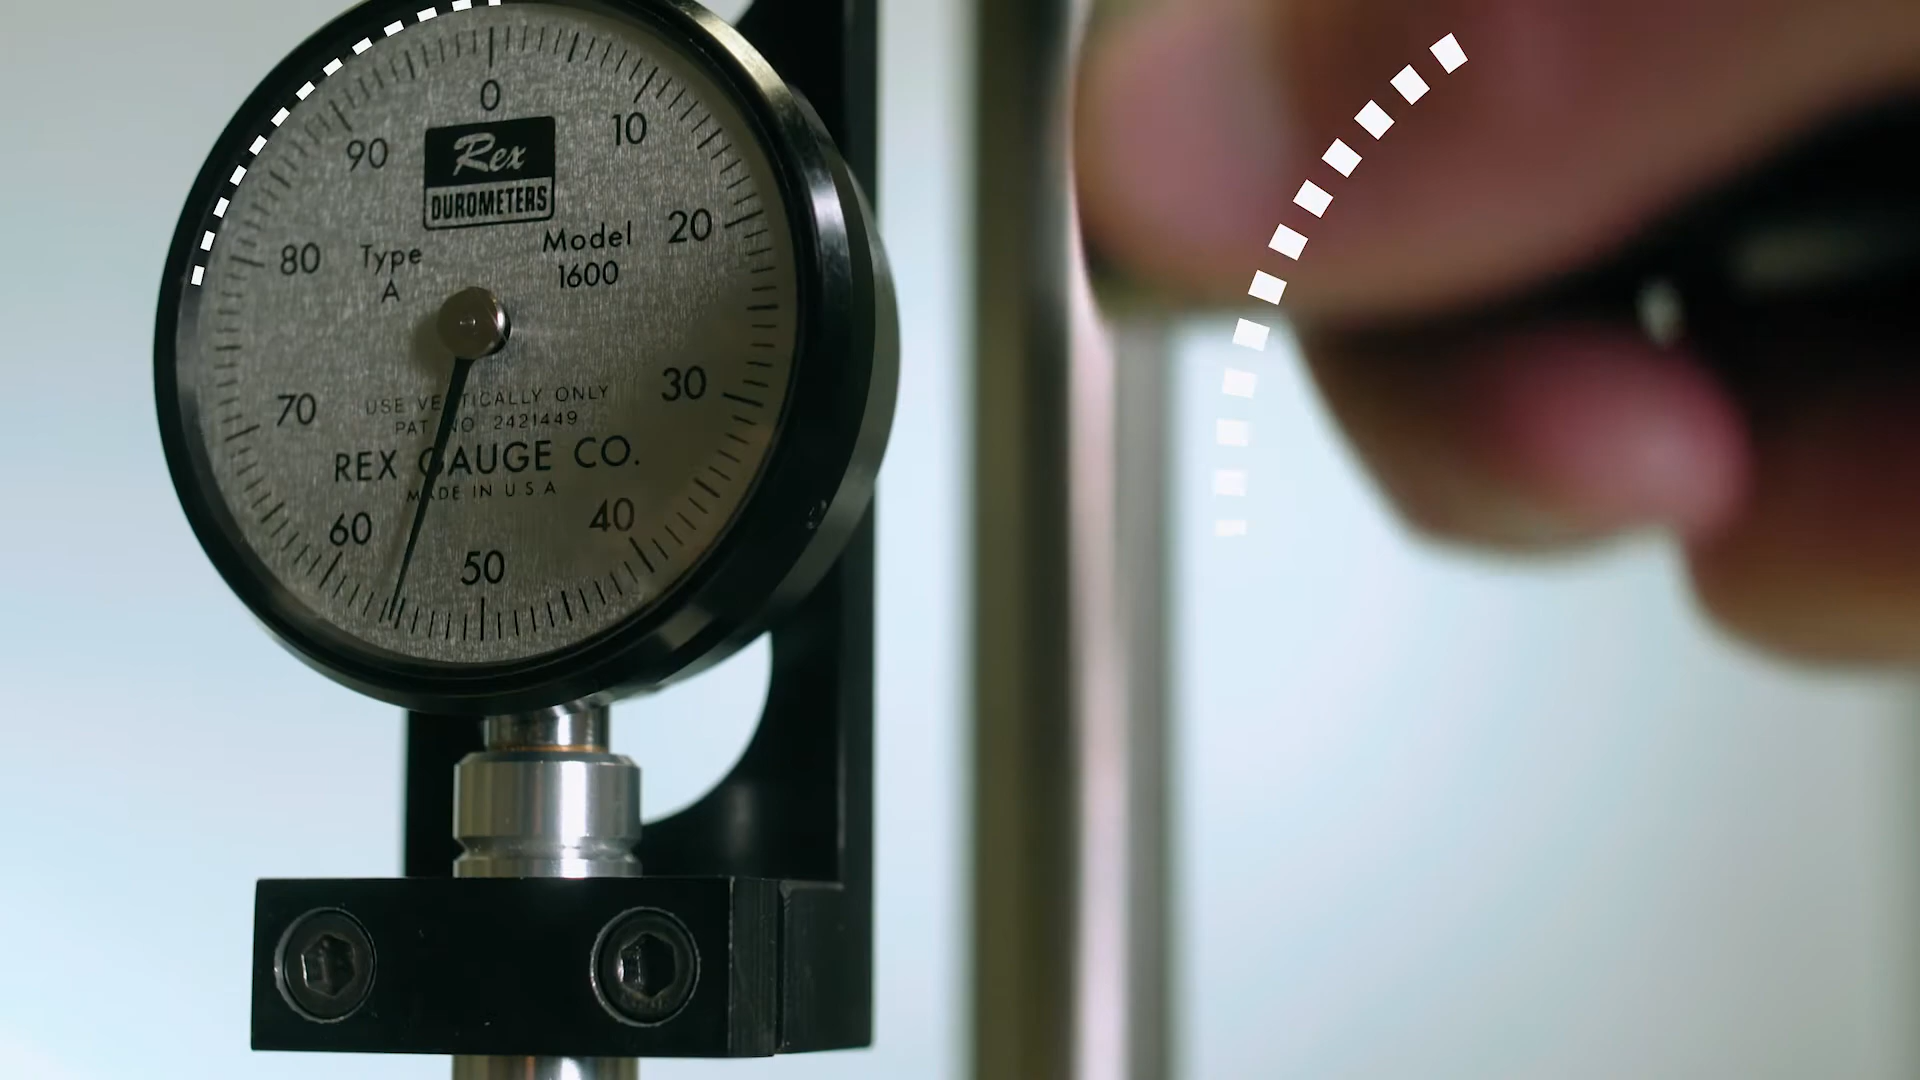 0
10
90
Rex
DUROMETERS
20
Model
1600
80
Type
A
30
70
USE VERTICALLY ONLY
PAT. NO. 2421449
REX GAUGE CO.
MADE IN U.S.A
40
60
50